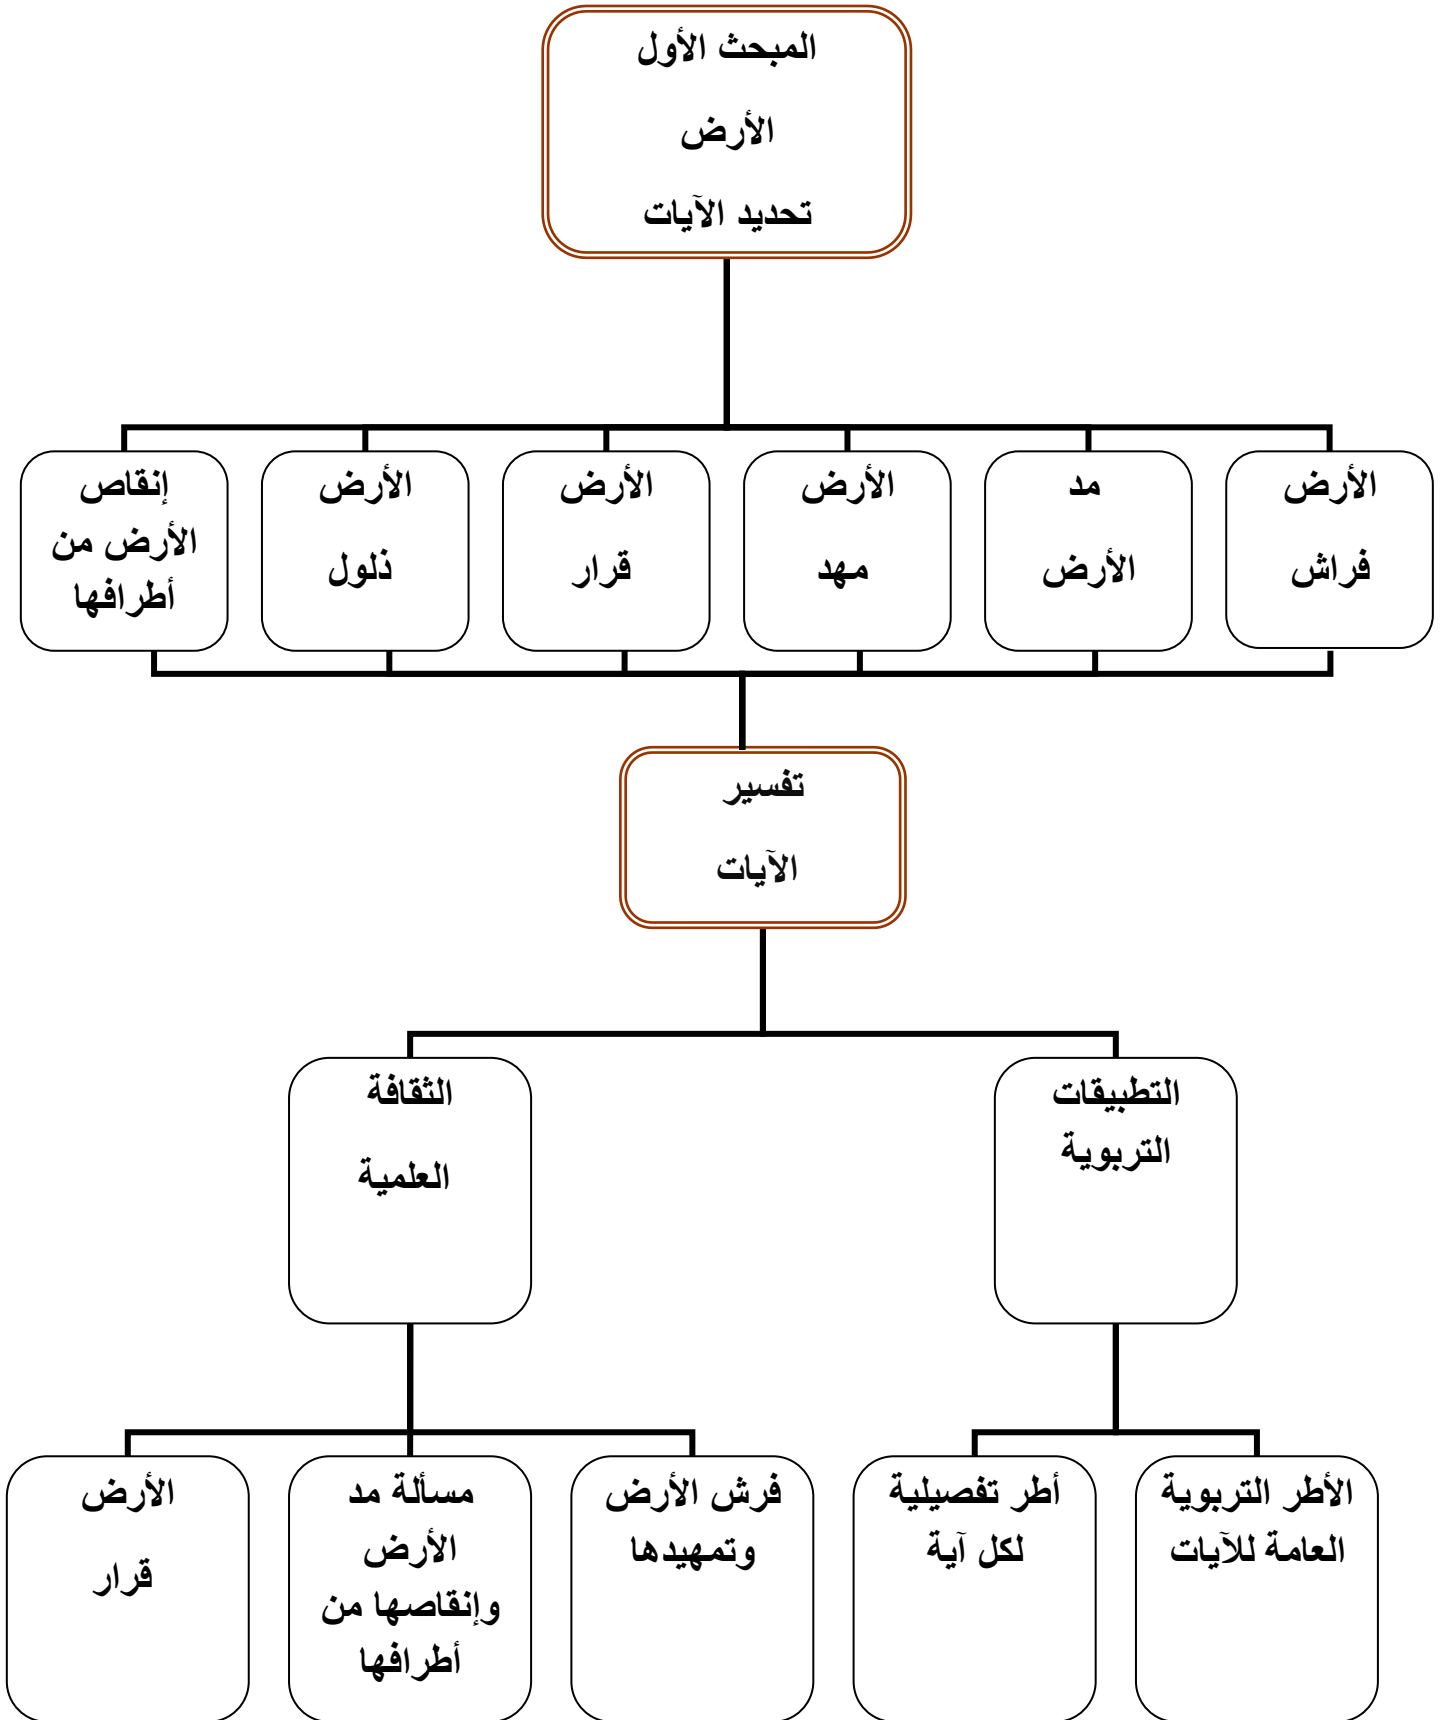 المبحث الأول
الأرض
تحديد الآيات
الأرض
فراش
مد
الأرض
الأرض
مهد
الأرض
قرار
الأرض
ذلول
إنقاص
الأرض من
أطرافها
تفسير
الآيات
التطبيقات
التربوية
الثقافة
العلمية
الأطر التربوية
العامة للآيات
أطر تفصيلية
لكل آية
فرش الأرض
وتمهيدها
مسألة مد
الأرض
وإنقاصها من
أطرافها
الأرض
قرار